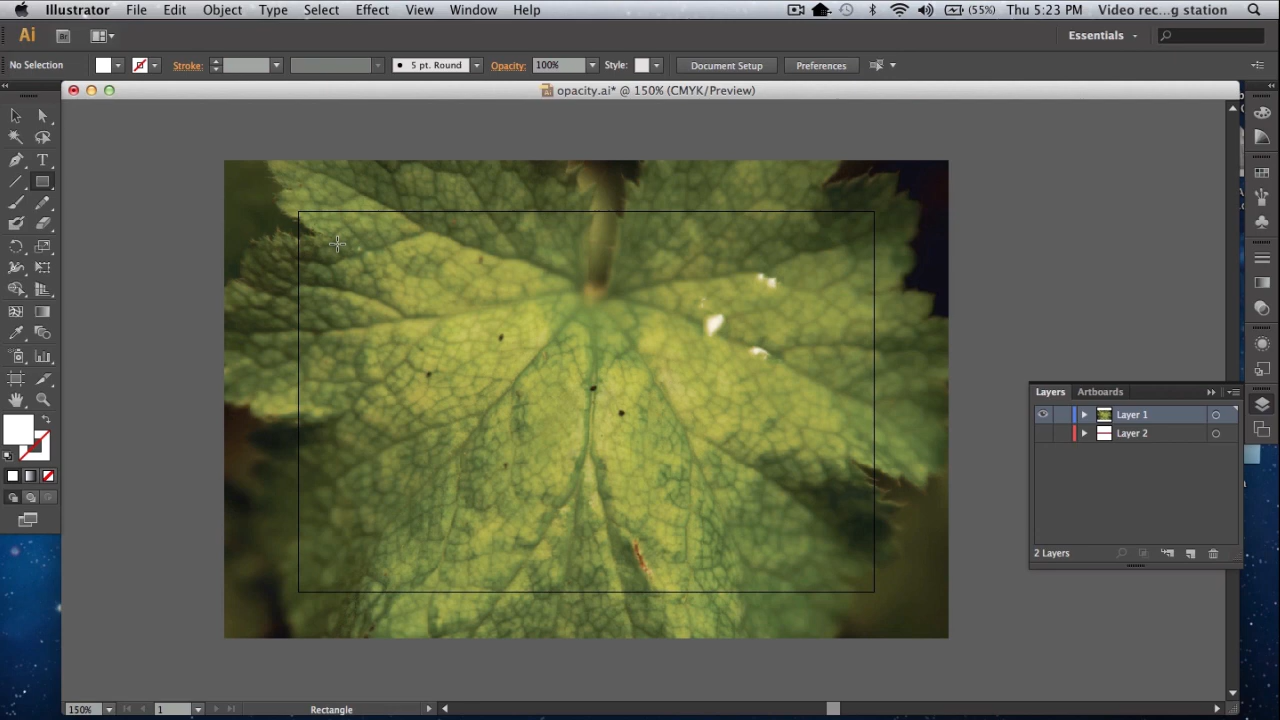 Illustrator File Edit Object Type Select Effect View Window Help (55%) Thu 5:23 PM Video rec...g station
Ai Br Essentials
No Selection Stroke: 5 pt. Round Opacity: 100% Style: Document Setup Preferences
opacity.ai* @ 150% (CMYK/Preview)
T
Layers Artboards
Layer 1
Layer 2
2 Layers
150% 1 Rectangle